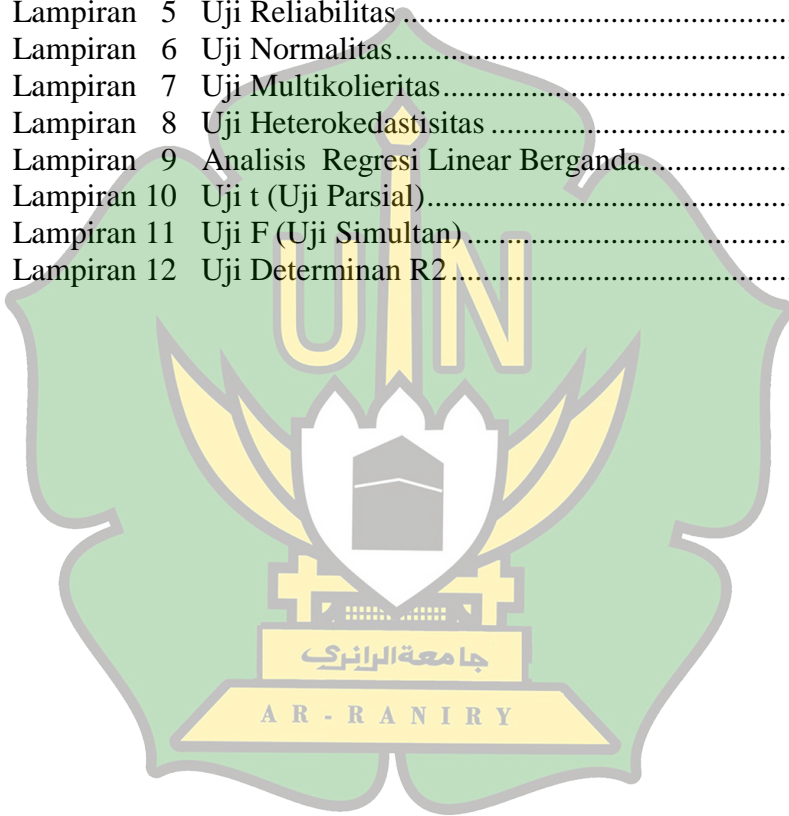 Lampiran 5 Uji Reliabilitas ................................................
Lampiran 6 Uji Normalitas.................................................
Lampiran 7 Uji Multikolieritas...........................................
Lampiran 8 Uji Heterokedastisitas .....................................
Lampiran 9 Analisis Regresi Linear Berganda...................
Lampiran 10 Uji t (Uji Parsial).............................................
Lampiran 11 Uji F (Uji Simultan) ........................................
Lampiran 12 Uji Determinan R2..........................................
UIN
جامعةالرانري
AR-RANIRY